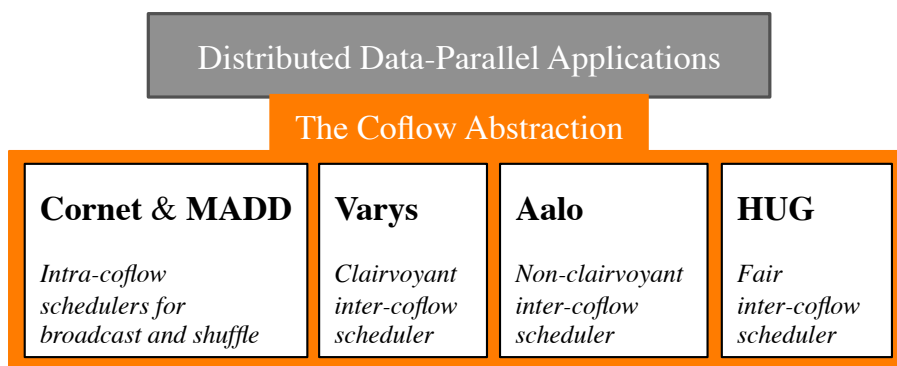 Distributed Data-Parallel Applications
The Coflow Abstraction
Cornet & MADD
Intra-coflow
schedulers for
broadcast and shuffle
Varys
Clairvoyant
inter-coflow
scheduler
Aalo
Non-clairvoyant
inter-coflow
scheduler
HUG
Fair
inter-coflow
scheduler